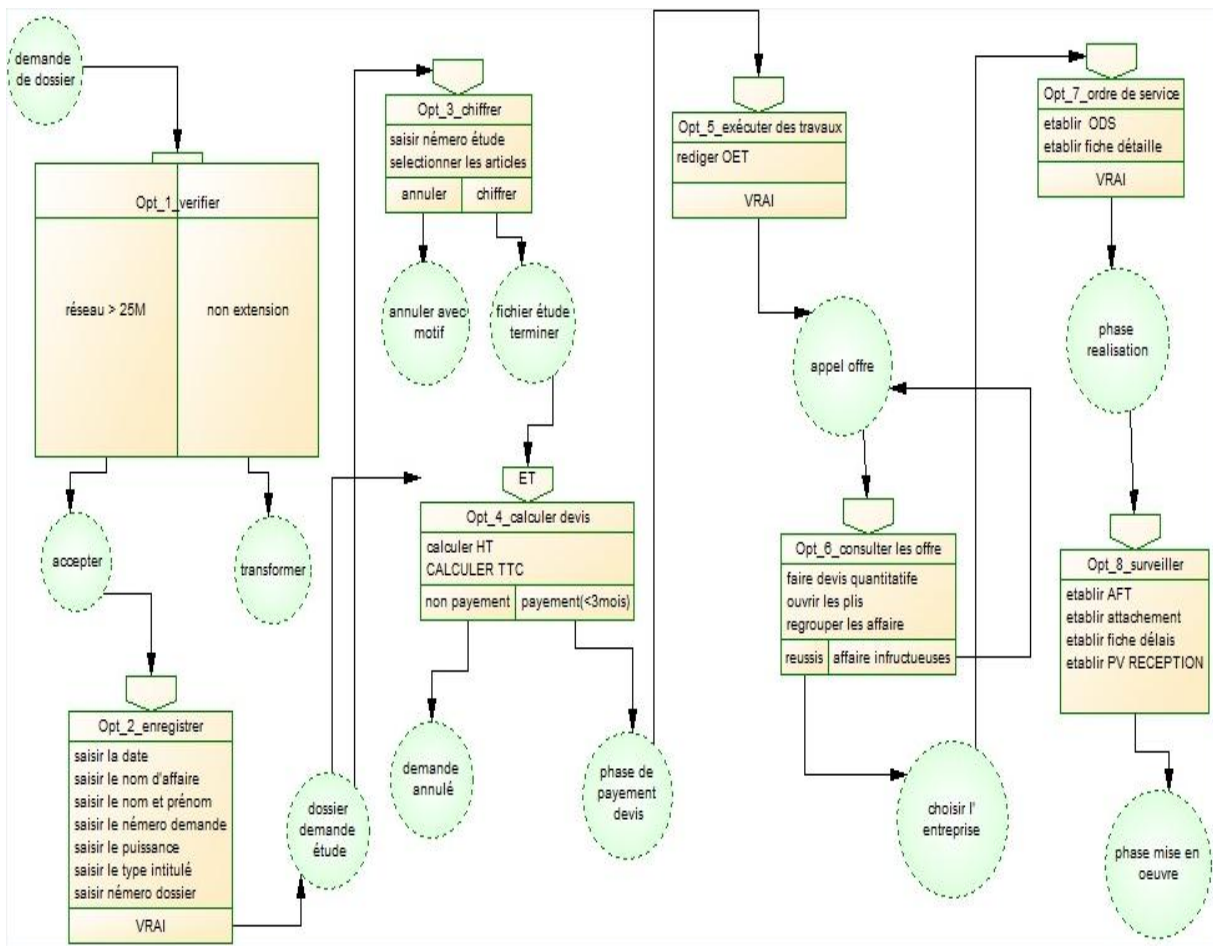 demande
de dossier
Opt_1_verifier
réseau > 25M
non extension
accepter
transformer
Opt_2_enregistrer
saisir la date
saisir le nom d'affaire
saisir le nom et prénom
saisir le némero demande
saisir le puissance
saisir le type intitulé
saisir némero dossier
VRAI
dossier
demande
étude
Opt_3_chiffrer
saisir némero étude
selectionner les articles
annuler
chiffrer
annuler avec
motif
fichier étude
terminer
ET
Opt_4_calculer devis
calculer HT
CALCULER TTC
non payement
payement(<3mois)
demande
annulé
phase de
payement
devis
Opt_5_exécuter des travaux
rediger OET
VRAI
appel offre
Opt_6_consulter les offre
faire devis quantitatife
ouvrir les plis
regrouper les affaire
reussis
affaire infructueuses
choisir l'
entreprise
Opt_7_ordre de service
etablir ODS
etablir fiche détaille
VRAI
phase
realisation
Opt_8_surveiller
etablir AFT
etablir attachement
etablir fiche délais
etablir PV RECEPTION
phase mise en
oeuvre